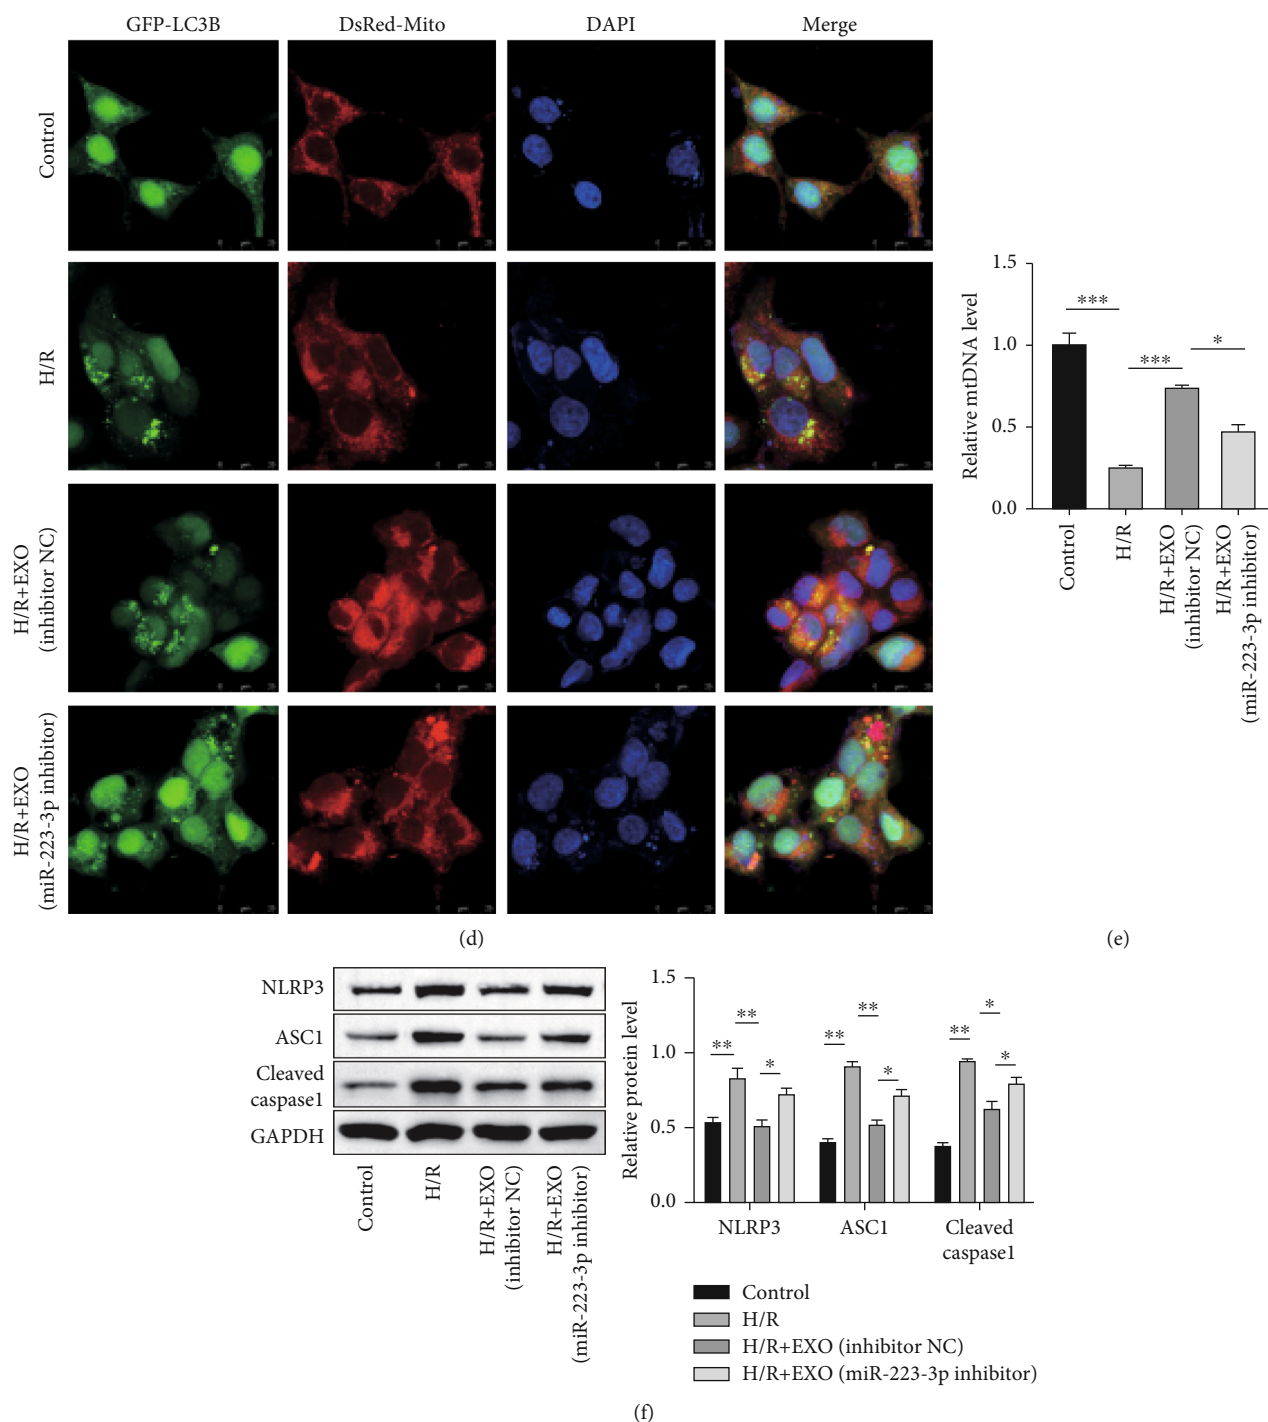 GFP-LC3B DsRed-Mito DAPI Merge
Control
H/R
H/R+EXO
(inhibitor NC)
H/R+EXO
(miR-223-3p inhibitor)
(d)
Relative mtDNA level
1.5
1.0
0.5
0.0
***
***
*
Control
H/R
H/R+EXO
(inhibitor NC)
H/R+EXO
(miR-223-3p inhibitor)
(e)
NLRP3
ASC1
Cleaved
caspase1
GAPDH
Control
H/R
H/R+EXO
(inhibitor NC)
H/R+EXO
(miR-223-3p inhibitor)
Relative protein level
1.5
1.0
0.5
0.0
**
**
*
**
**
*
**
*
*
NLRP3 ASC1 Cleaved
caspase1
Control
H/R
H/R+EXO (inhibitor NC)
H/R+EXO (miR-223-3p inhibitor)
(f)